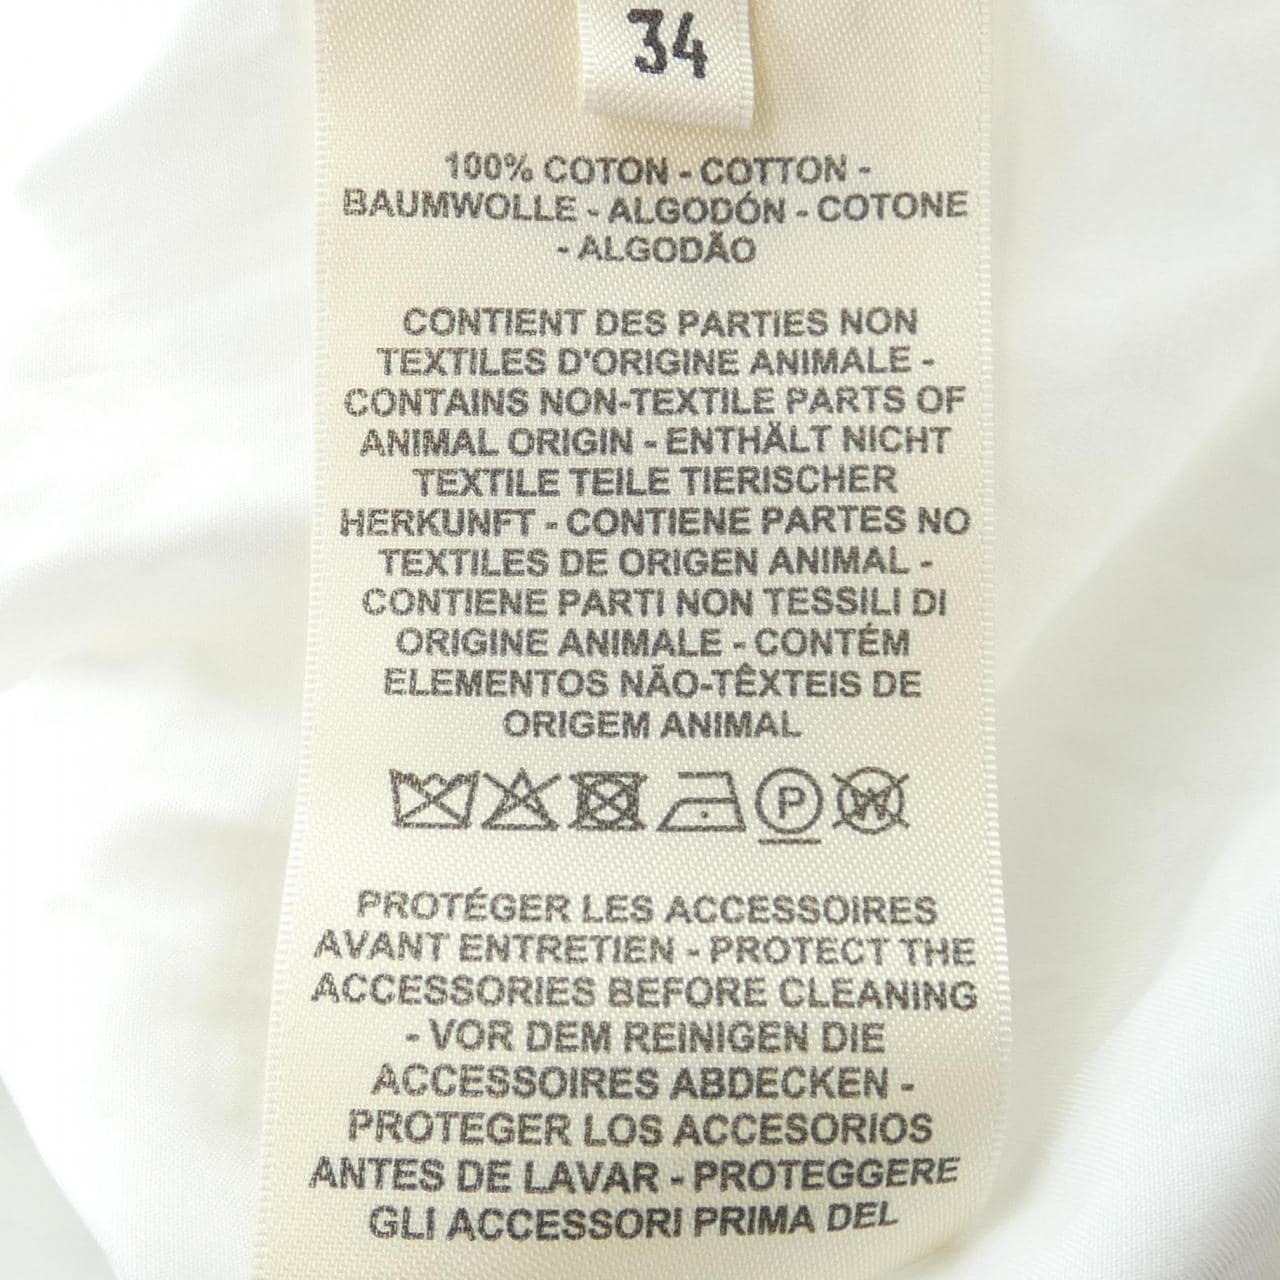 34
100% COTON - COTTON -
BAUMWOLLE - ALGODÓN - COTONE
- ALGODÃO
CONTIENT DES PARTIES NON
TEXTILES D'ORIGINE ANIMALE -
CONTAINS NON-TEXTILE PARTS OF
ANIMAL ORIGIN - ENTHÄLT NICHT
TEXTILE TEILE TIERISCHER
HERKUNFT - CONTIENE PARTES NO
TEXTILES DE ORIGEN ANIMAL -
CONTIENE PARTI NON TESSILI DI
ORIGINE ANIMALE - CONTÉM
ELEMENTOS NÃO-TÊXTEIS DE
ORIGEM ANIMAL
P W
PROTÉGER LES ACCESSOIRES
AVANT ENTRETIEN - PROTECT THE
ACCESSORIES BEFORE CLEANING
- VOR DEM REINIGEN DIE
ACCESSOIRES ABDECKEN -
PROTEGER LOS ACCESORIOS
ANTES DE LAVAR - PROTEGGERE
GLI ACCESSORI PRIMA DEL